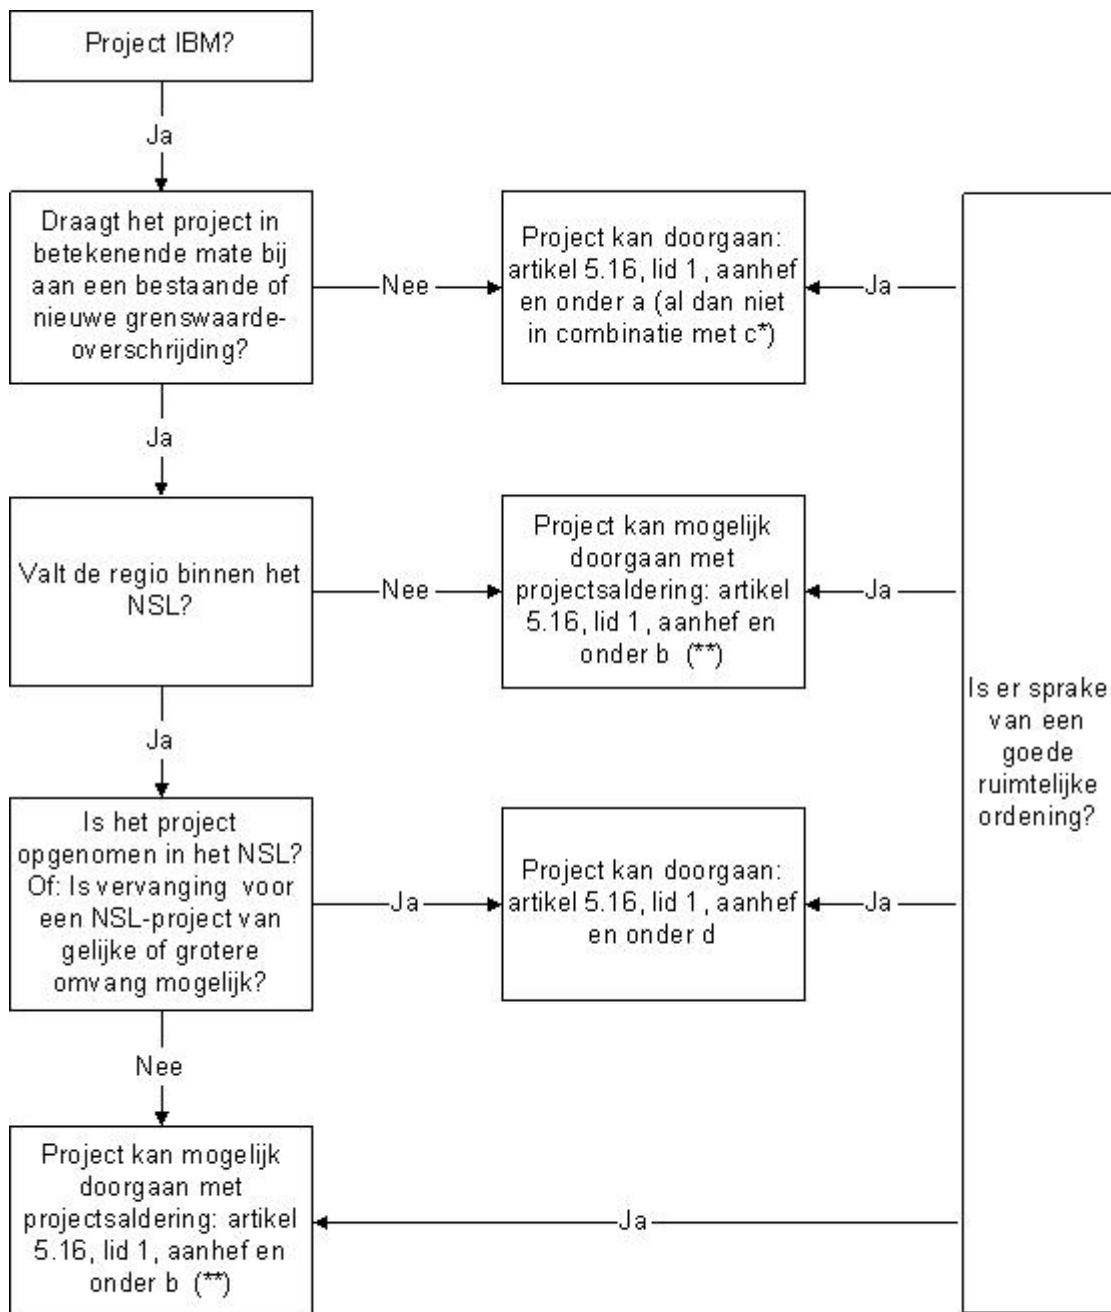 Project IBM?
Ja
Draagt het project in
betekenende mate bij
aan een bestaande of
nieuwe grenswaarde-
overschrijding?
Nee
Project kan doorgaan:
artikel 5.16, lid 1, aanhef
en onder a (al dan niet
in combinatie met c*)
Ja
Ja
Valt de regio binnen het
NSL?
Nee
Project kan mogelijk
doorgaan met
projectsaldering: artikel
5.16, lid 1, aanhef en
onder b (**)
Ja
Is er sprake
van een
goede
ruimtelijke
ordening?
Ja
Is het project
opgenomen in het NSL?
Of: Is vervanging voor
een NSL-project van
gelijke of grotere
omvang mogelijk?
Ja
Project kan doorgaan:
artikel 5.16, lid 1, aanhef
en onder d
Ja
Nee
Project kan mogelijk
doorgaan met
projectsaldering: artikel
5.16, lid 1, aanhef en
onder b (**)
Ja